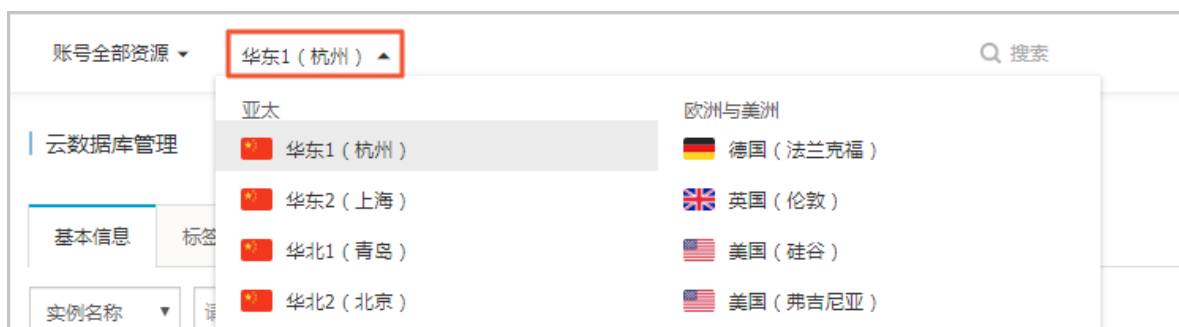 账号全部资源
华东1（杭州）
搜索
亚太
欧洲与美洲
云数据库管理
华东1（杭州）
德国（法兰克福）
华东2（上海）
英国（伦敦）
基本信息
标签
华北1（青岛）
美国（硅谷）
实例名称
华北2（北京）
美国（弗吉尼亚）